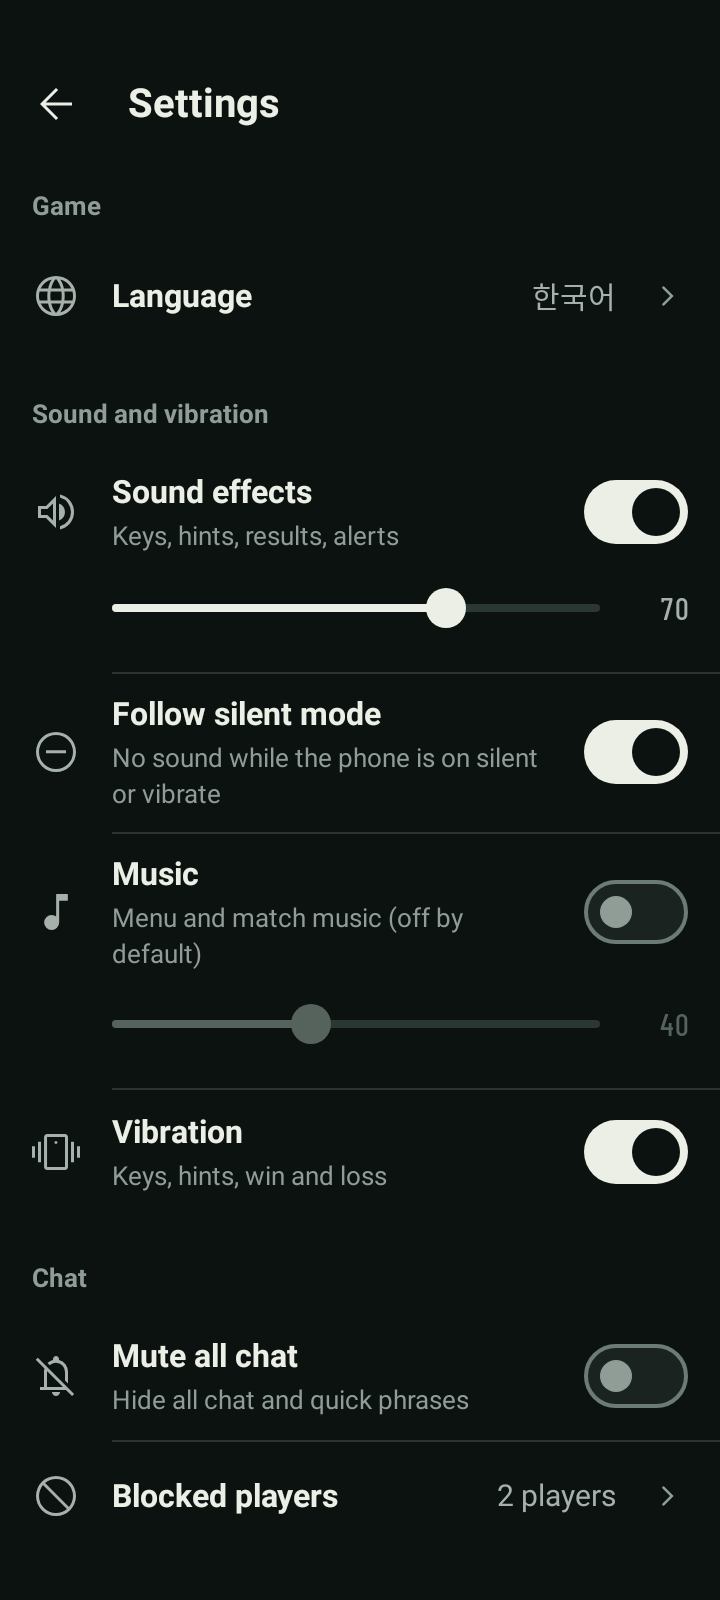 Settings
Game
Language 한국어
Sound and vibration
Sound effects
Keys, hints, results, alerts
70
Follow silent mode
No sound while the phone is on silent
or vibrate
Music
Menu and match music (off by
default)
40
Vibration
Keys, hints, win and loss
Chat
Mute all chat
Hide all chat and quick phrases
Blocked players 2 players